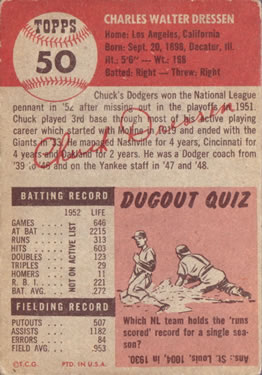 TOPPS
50
CHARLES WALTER DRESSEN
Home: Los Angeles, California
Born: Sept. 20, 1898, Decatur, Ill.
Ht.: 5'6" — Wt.: 168
Batted: Right — Threw: Right
Chuck's Dodgers won the National League
pennant in '52 after missing out in the playoff in 1951.
Chuck played 3rd base through most of his active playing
career which started with Moline in 1919 and ended with the
Giants in . He managed Nashville for 4 years, Cincinnati for
4 years and Oakland for 2 years. He was a Dodger coach from
'39 to '46 and on the Yankee staff in '47 and '48.
Chuck Dressen
BATTING RECORD
1952 LIFE
GAMES 646
AT BAT 2215
RUNS 313
HITS 603
DOUBLES 123
TRIPLES 29
HOMERS 11
R. B. I. 221
BAT. AVG. .272
NOT ON ACTIVE LIST
FIELDING RECORD
PUTOUTS 507
ASSISTS 1182
ERRORS 84
FIELD AVG. .953
©T.C.G. PTD. IN U.S.A.
DUGOUT QUIZ
Which NL team holds the 'runs
scored' record for a single sea-
son?
Ans. St. Louis, 1004, in 1930.